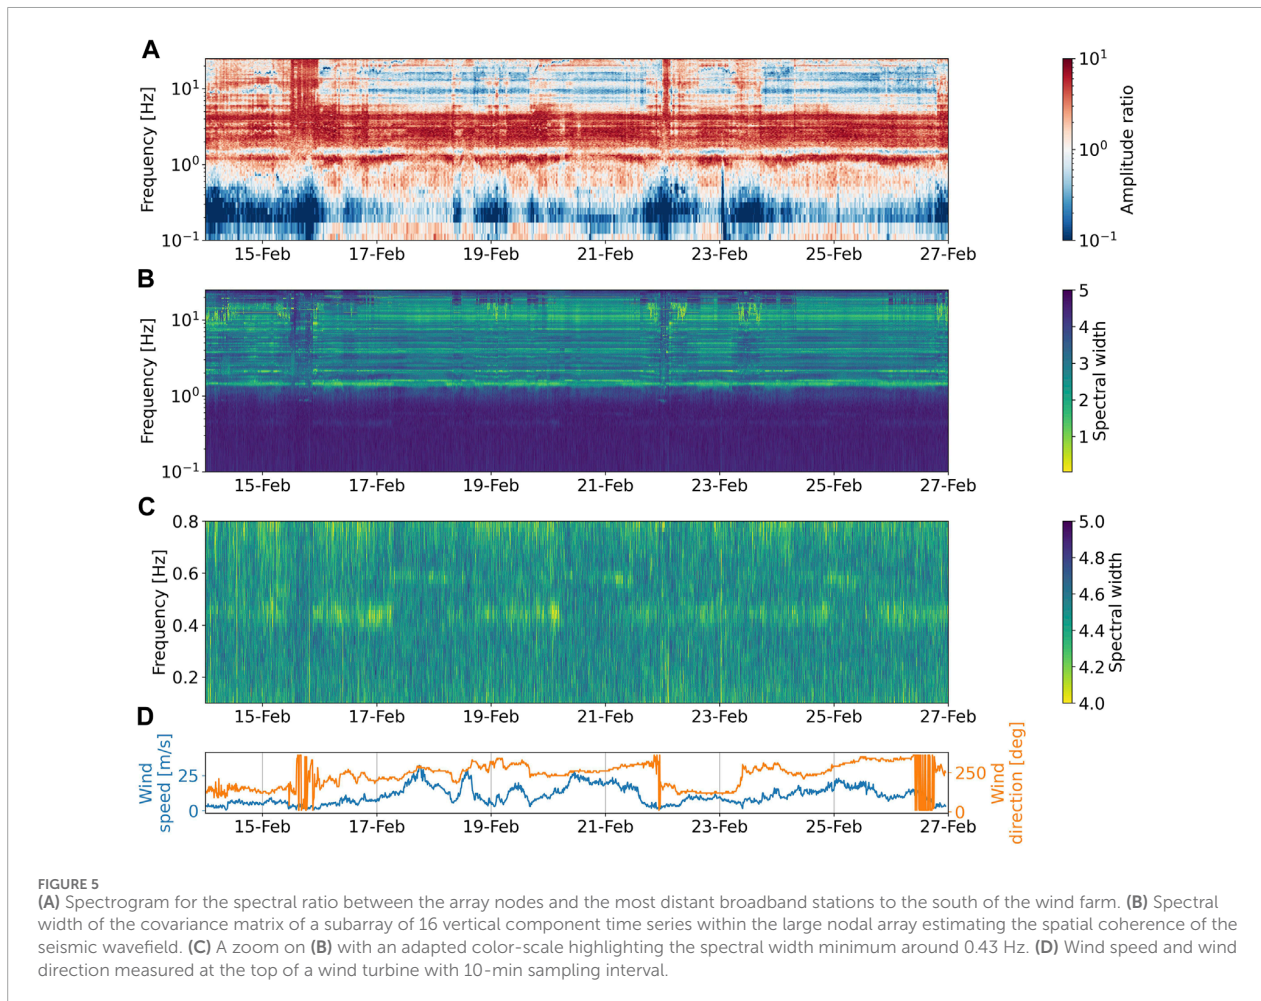 A
Frequency [Hz]
10¹
10⁰
10⁻¹
15-Feb 17-Feb 19-Feb 21-Feb 23-Feb 25-Feb 27-Feb
10¹
10⁰
10⁻¹
Amplitude ratio
B
Frequency [Hz]
10¹
10⁰
10⁻¹
15-Feb 17-Feb 19-Feb 21-Feb 23-Feb 25-Feb 27-Feb
5
4
3
2
1
Spectral width
C
Frequency [Hz]
0.8
0.6
0.4
0.2
15-Feb 17-Feb 19-Feb 21-Feb 23-Feb 25-Feb 27-Feb
5.0
4.8
4.6
4.4
4.2
4.0
Spectral width
D
Wind
speed [m/s]
25
0
15-Feb 17-Feb 19-Feb 21-Feb 23-Feb 25-Feb 27-Feb
250
0
Wind
direction [deg]
FIGURE 5
(A) Spectrogram for the spectral ratio between the array nodes and the most distant broadband stations to the south of the wind farm. (B) Spectral
width of the covariance matrix of a subarray of 16 vertical component time series within the large nodal array estimating the spatial coherence of the
seismic wavefield. (C) A zoom on (B) with an adapted color-scale highlighting the spectral width minimum around 0.43 Hz. (D) Wind speed and wind
direction measured at the top of a wind turbine with 10-min sampling interval.